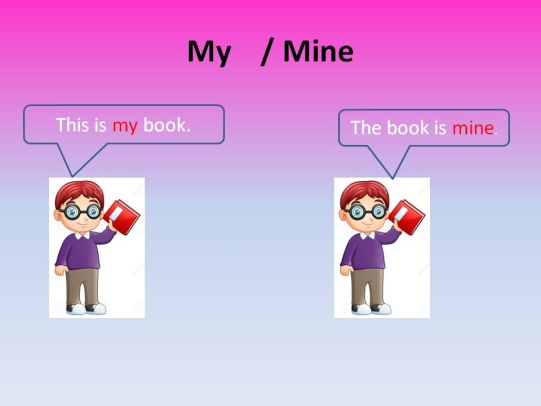 My / Mine
This is my book.
The book is mine.